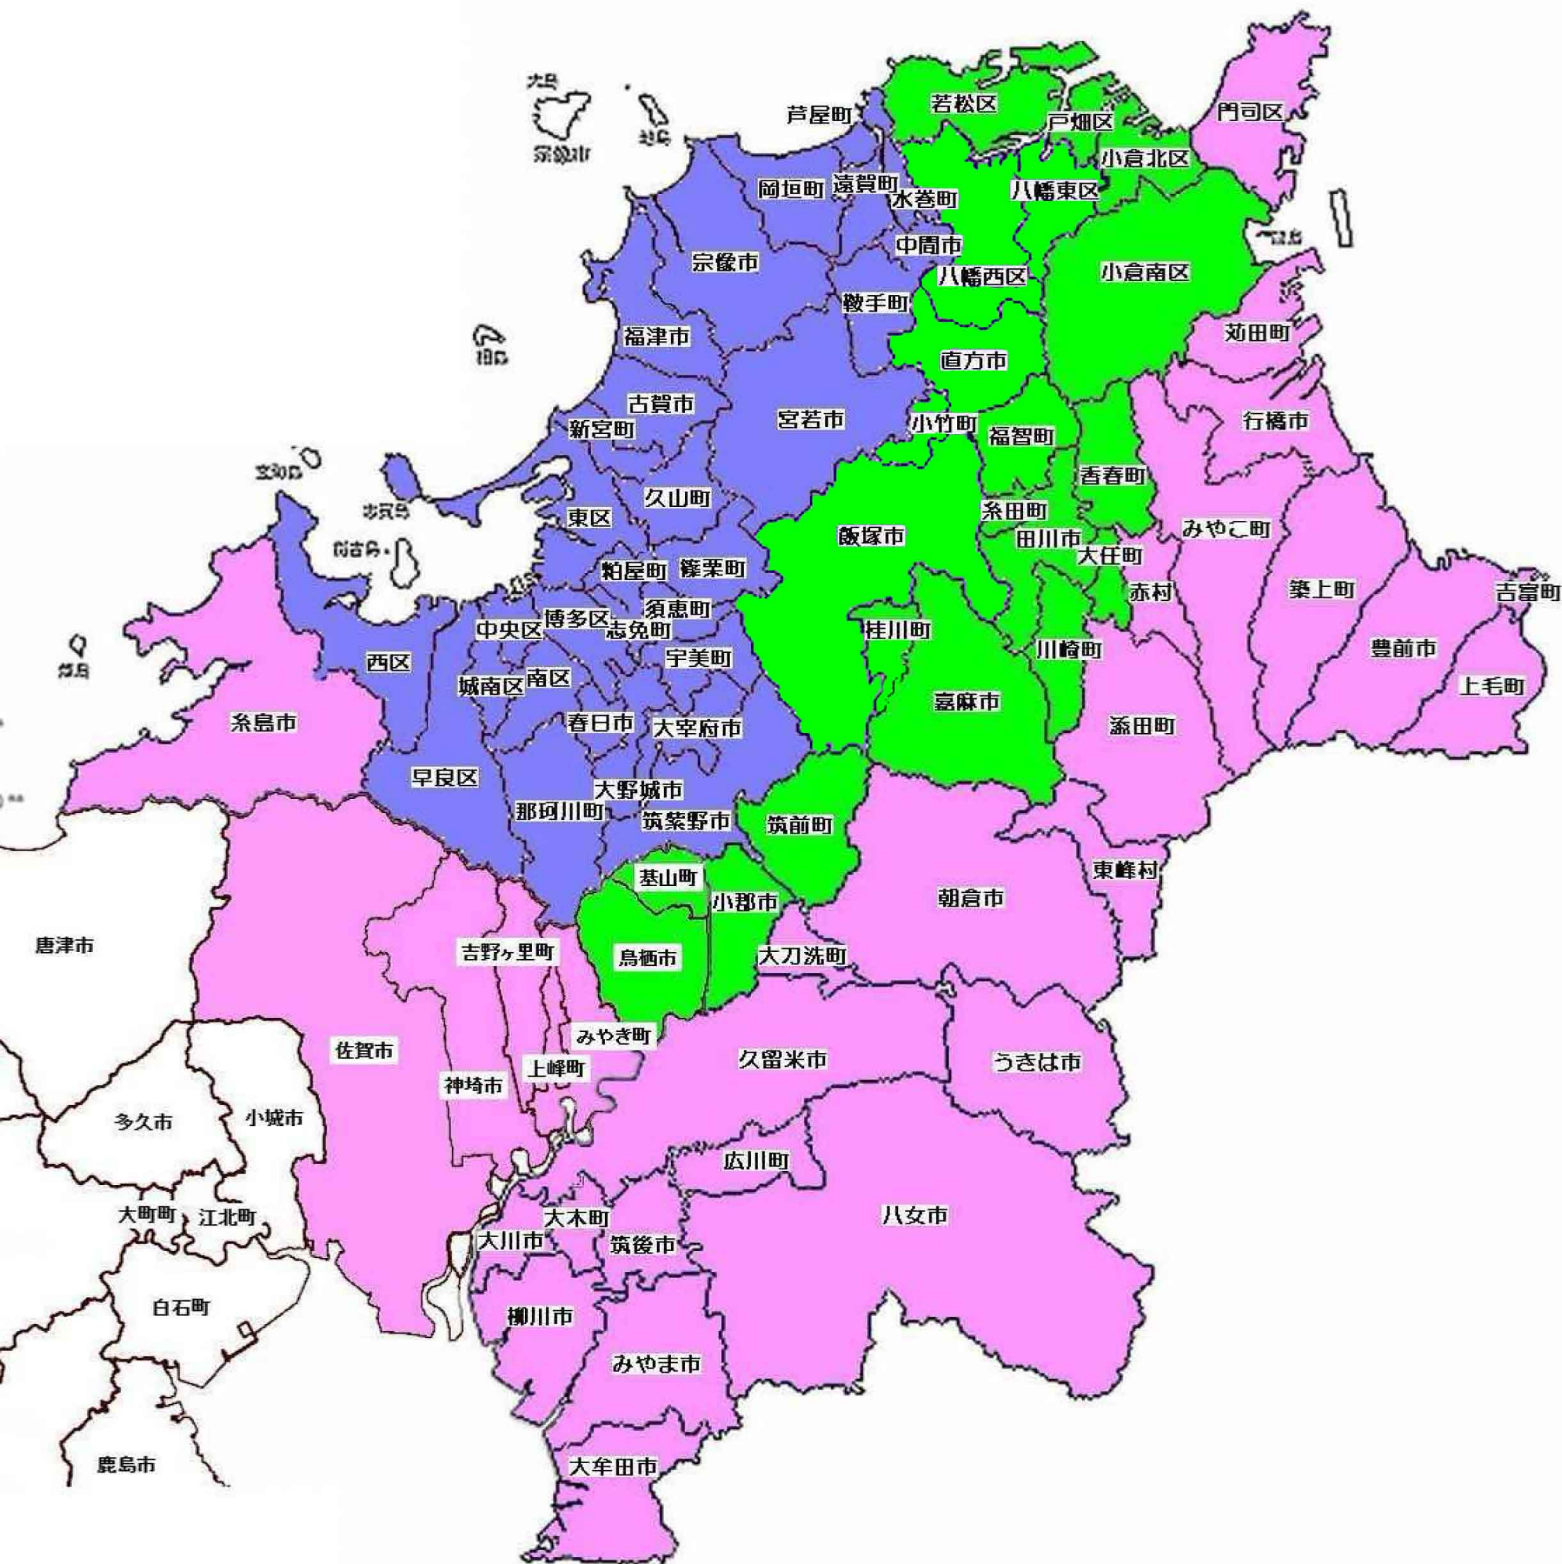 大島
宗像市
芦屋町
若松区
戸畑区
門司区
小倉北区
岡垣町
遠賀町
水巻町
八幡東区
中間市
宗像市
八幡西区
小倉南区
鞍手町
福津市
直方市
苅田町
古賀市
新宮町
宮若市
小竹町
福智町
行橋市
香春町
久山町
東区
糸田町
飯塚市
田川市
大任町
みやこ町
粕屋町
篠栗町
赤村
築上町
吉富町
須恵町
博多区
中央区
志免町
桂川町
川崎町
豊前市
西区
宇美町
城南区
南区
上毛町
嘉麻市
糸島市
春日市
大宰府市
添田町
早良区
大野城市
那珂川町
筑紫野市
筑前町
東峰村
基山町
小郡市
朝倉市
唐津市
吉野ヶ里町
鳥栖市
大刀洗町
みやき町
佐賀市
上峰町
久留米市
うきは市
神埼市
多久市
小城市
広川町
大町町
江北町
大木町
八女市
大川市
筑後市
白石町
柳川市
みやま市
鹿島市
大牟田市